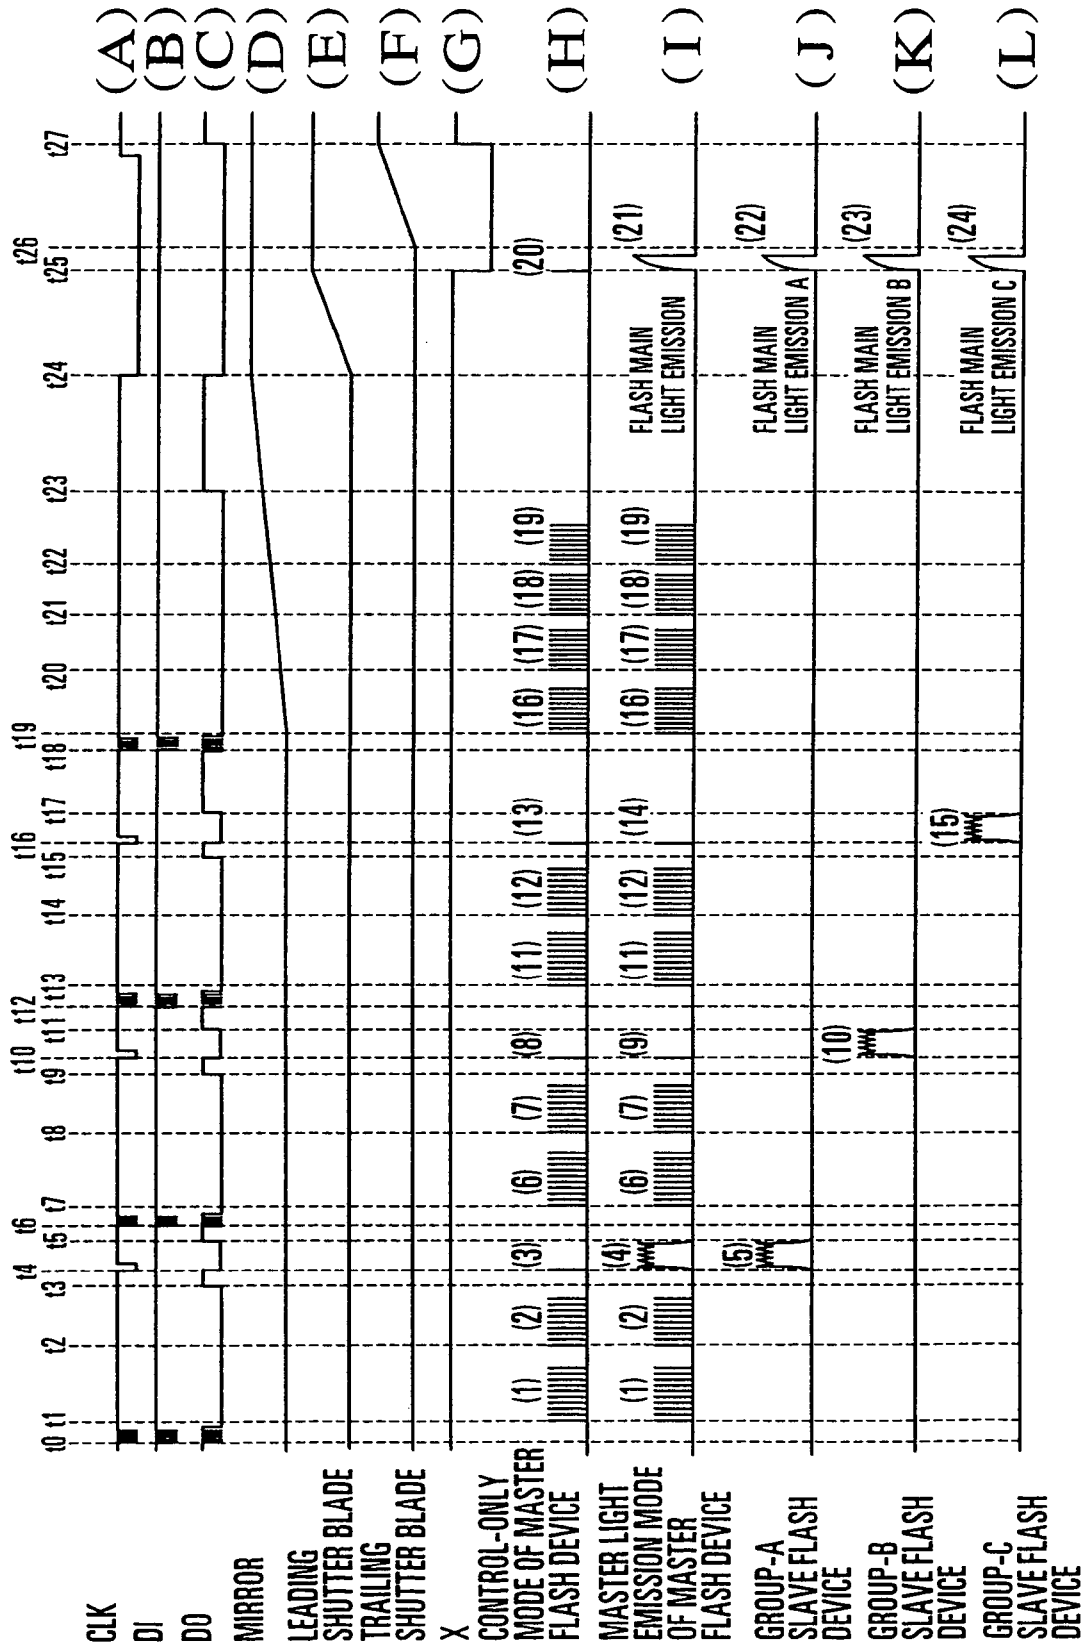 t0
t1
t2
t3
t4
t5
t6
t7
t8
t9
t10
t11
t12
t13
t14
t15
t16
t17
t18
t19
t20
t21
t22
t23
t24
t25
t26
t27
CLK
(A)
DI
(B)
DO
(C)
MIRROR
(D)
LEADING
SHUTTER BLADE
(E)
TRAILING
SHUTTER BLADE
(F)
X
(G)
CONTROL-ONLY
MODE OF MASTER
FLASH DEVICE
(1)
(2)
(3)
(6)
(7)
(8)
(11)
(12)
(13)
(16)
(17)
(18)
(19)
(20)
(H)
MASTER LIGHT
EMISSION MODE
OF MASTER
FLASH DEVICE
(1)
(2)
(4)
(6)
(7)
(9)
(11)
(12)
(14)
(16)
(17)
(18)
(19)
FLASH MAIN
LIGHT EMISSION
(21)
(I)
GROUP-A
SLAVE FLASH
DEVICE
(5)
FLASH MAIN
LIGHT EMISSION A
(22)
(J)
GROUP-B
SLAVE FLASH
DEVICE
(10)
FLASH MAIN
LIGHT EMISSION B
(23)
(K)
GROUP-C
SLAVE FLASH
DEVICE
(15)
FLASH MAIN
LIGHT EMISSION C
(24)
(L)